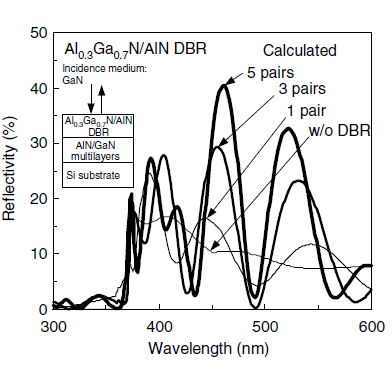 50
40
30
20
10
0
Reflectivity (%)
Al0.3Ga0.7N/AlN DBR
Incidence medium:
GaN
Al0.3Ga0.7N/AlN
DBR
AlN/GaN
multilayers
Si substrate
Calculated
5 pairs
3 pairs
1 pair
w/o DBR
300
400
500
600
Wavelength (nm)